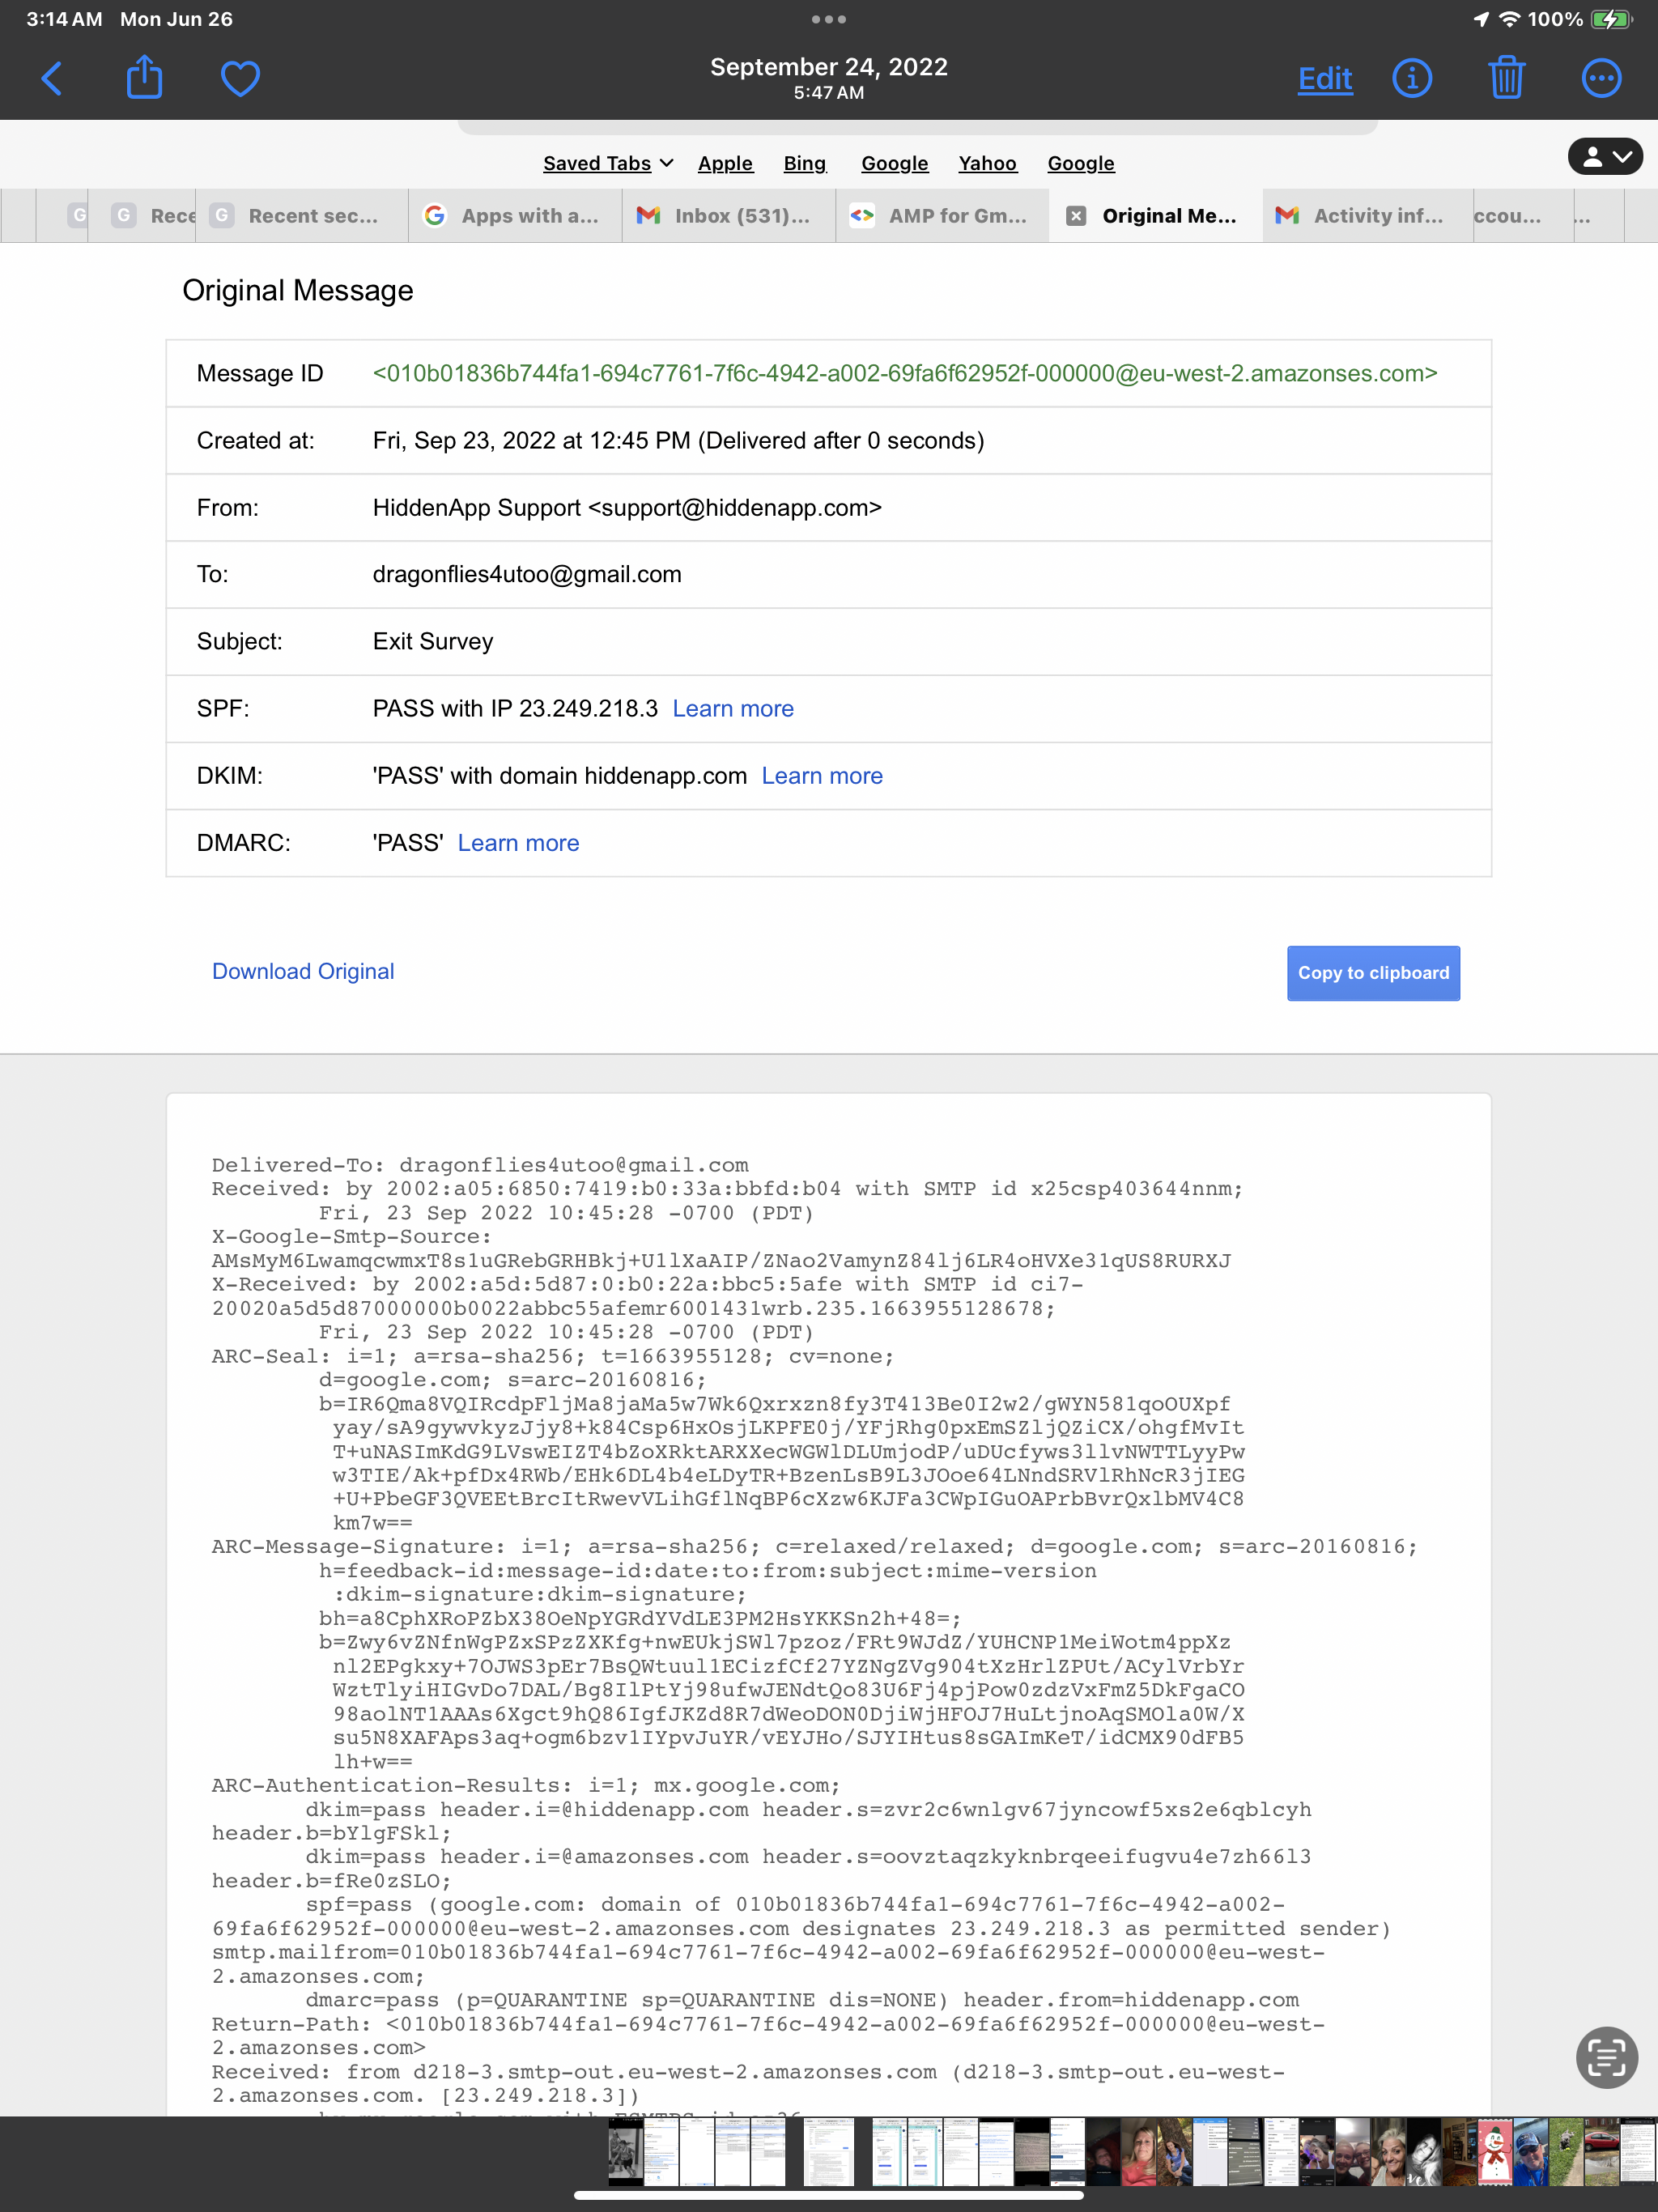 3:14 AM Mon Jun 26
100%
September 24, 2022
5:47 AM
Edit
Saved Tabs Apple Bing Google Yahoo Google
G G Rece G Recent sec... Apps with a... Inbox (531)... AMP for Gm... Original Me... Activity inf... ccou... ...
Original Message
Message ID <010b01836b744fa1-694c7761-7f6c-4942-a002-69fa6f62952f-000000@eu-west-2.amazonses.com>
Created at: Fri, Sep 23, 2022 at 12:45 PM (Delivered after 0 seconds)
From: HiddenApp Support <support@hiddenapp.com>
To: dragonflies4utoo@gmail.com
Subject: Exit Survey
SPF: PASS with IP 23.249.218.3 Learn more
DKIM: 'PASS' with domain hiddenapp.com Learn more
DMARC: 'PASS' Learn more
Download Original
Copy to clipboard
Delivered-To: dragonflies4utoo@gmail.com
Received: by 2002:a05:6850:7419:b0:33a:bbfd:b04 with SMTP id x25csp403644nnm;
Fri, 23 Sep 2022 10:45:28 -0700 (PDT)
X-Google-Smtp-Source:
AMsMyM6LwamqcwmxT8s1uGRebGRHBkj+U1lXaAIP/ZNao2VamynZ84lj6LR4oHVXe31qUS8RURXJ
X-Received: by 2002:a5d:5d87:0:b0:22a:bbc5:5afe with SMTP id ci7-
20020a5d5d87000000b0022abbc55afemr6001431wrb.235.1663955128678;
Fri, 23 Sep 2022 10:45:28 -0700 (PDT)
ARC-Seal: i=1; a=rsa-sha256; t=1663955128; cv=none;
d=google.com; s=arc-20160816;
b=IR6Qma8VQIRcdpFljMa8jaMa5w7Wk6Qxrxzn8fy3T413Be0I2w2/gWYN581qoOUXpf
yay/sA9gywvkyzJjy8+k84Csp6HxOsjLKPFE0j/YFjRhg0pxEmSZljQZiCX/ohgfMvIt
T+uNASImKdG9LVswEIZT4bZoXRktARXXecWGWlDLUmjodP/uDUcfyws3llvNWTTLyyPw
w3TIE/Ak+pfDx4RWb/EHk6DL4b4eLDyTR+BzenLsB9L3JOoe64LNndSRVlRhNcR3jIEG
+U+PbeGF3QVEEtBrcItRwevVLihGflNqBP6cXzw6KJFa3CWpIGuOAPrbBvrQxlbMV4C8
km7w==
ARC-Message-Signature: i=1; a=rsa-sha256; c=relaxed/relaxed; d=google.com; s=arc-20160816;
h=feedback-id:message-id:date:to:from:subject:mime-version
:dkim-signature:dkim-signature;
bh=a8CphXRoPZbX38OeNpYGRdYVdLE3PM2HsYKKSn2h+48=;
b=Zwy6vZNfnWgPZxSPzZXKfg+nwEUkjSWl7pzoz/FRt9WJdZ/YUHCNP1MeiWotm4ppXz
nl2EPgkxy+7OJWS3pEr7BsQWtuul1ECizfCf27YZNgZVg904tXzHrlZPUt/ACylVrbYr
WztTlyiHIGvDo7DAL/Bg8IlPtYj98ufwJENdtQo83U6Fj4pjPow0zdzVxFmZ5DkFgaCO
98aolNT1AAAs6Xgct9hQ86IgfJKZd8R7dWeoDON0DjiWjHFOJ7HuLtjnoAqSMOla0W/X
su5N8XAFAps3aq+ogm6bzv1IYpvJuYR/vEYJHo/SJYIHtus8sGAImKeT/idCMX90dFB5
lh+w==
ARC-Authentication-Results: i=1; mx.google.com;
dkim=pass header.i=@hiddenapp.com header.s=zvr2c6wnlgv67jyncowf5xs2e6qblcyh
header.b=bYlgFSkl;
dkim=pass header.i=@amazonses.com header.s=oovztaqzkyknbrqeeifugvu4e7zh66l3
header.b=fRe0zSLO;
spf=pass (google.com: domain of 010b01836b744fa1-694c7761-7f6c-4942-a002-
69fa6f62952f-000000@eu-west-2.amazonses.com designates 23.249.218.3 as permitted sender)
smtp.mailfrom=010b01836b744fa1-694c7761-7f6c-4942-a002-69fa6f62952f-000000@eu-west-
2.amazonses.com;
dmarc=pass (p=QUARANTINE sp=QUARANTINE dis=NONE) header.from=hiddenapp.com
Return-Path: <010b01836b744fa1-694c7761-7f6c-4942-a002-69fa6f62952f-000000@eu-west-
2.amazonses.com>
Received: from d218-3.smtp-out.eu-west-2.amazonses.com (d218-3.smtp-out.eu-west-
2.amazonses.com. [23.249.218.3])